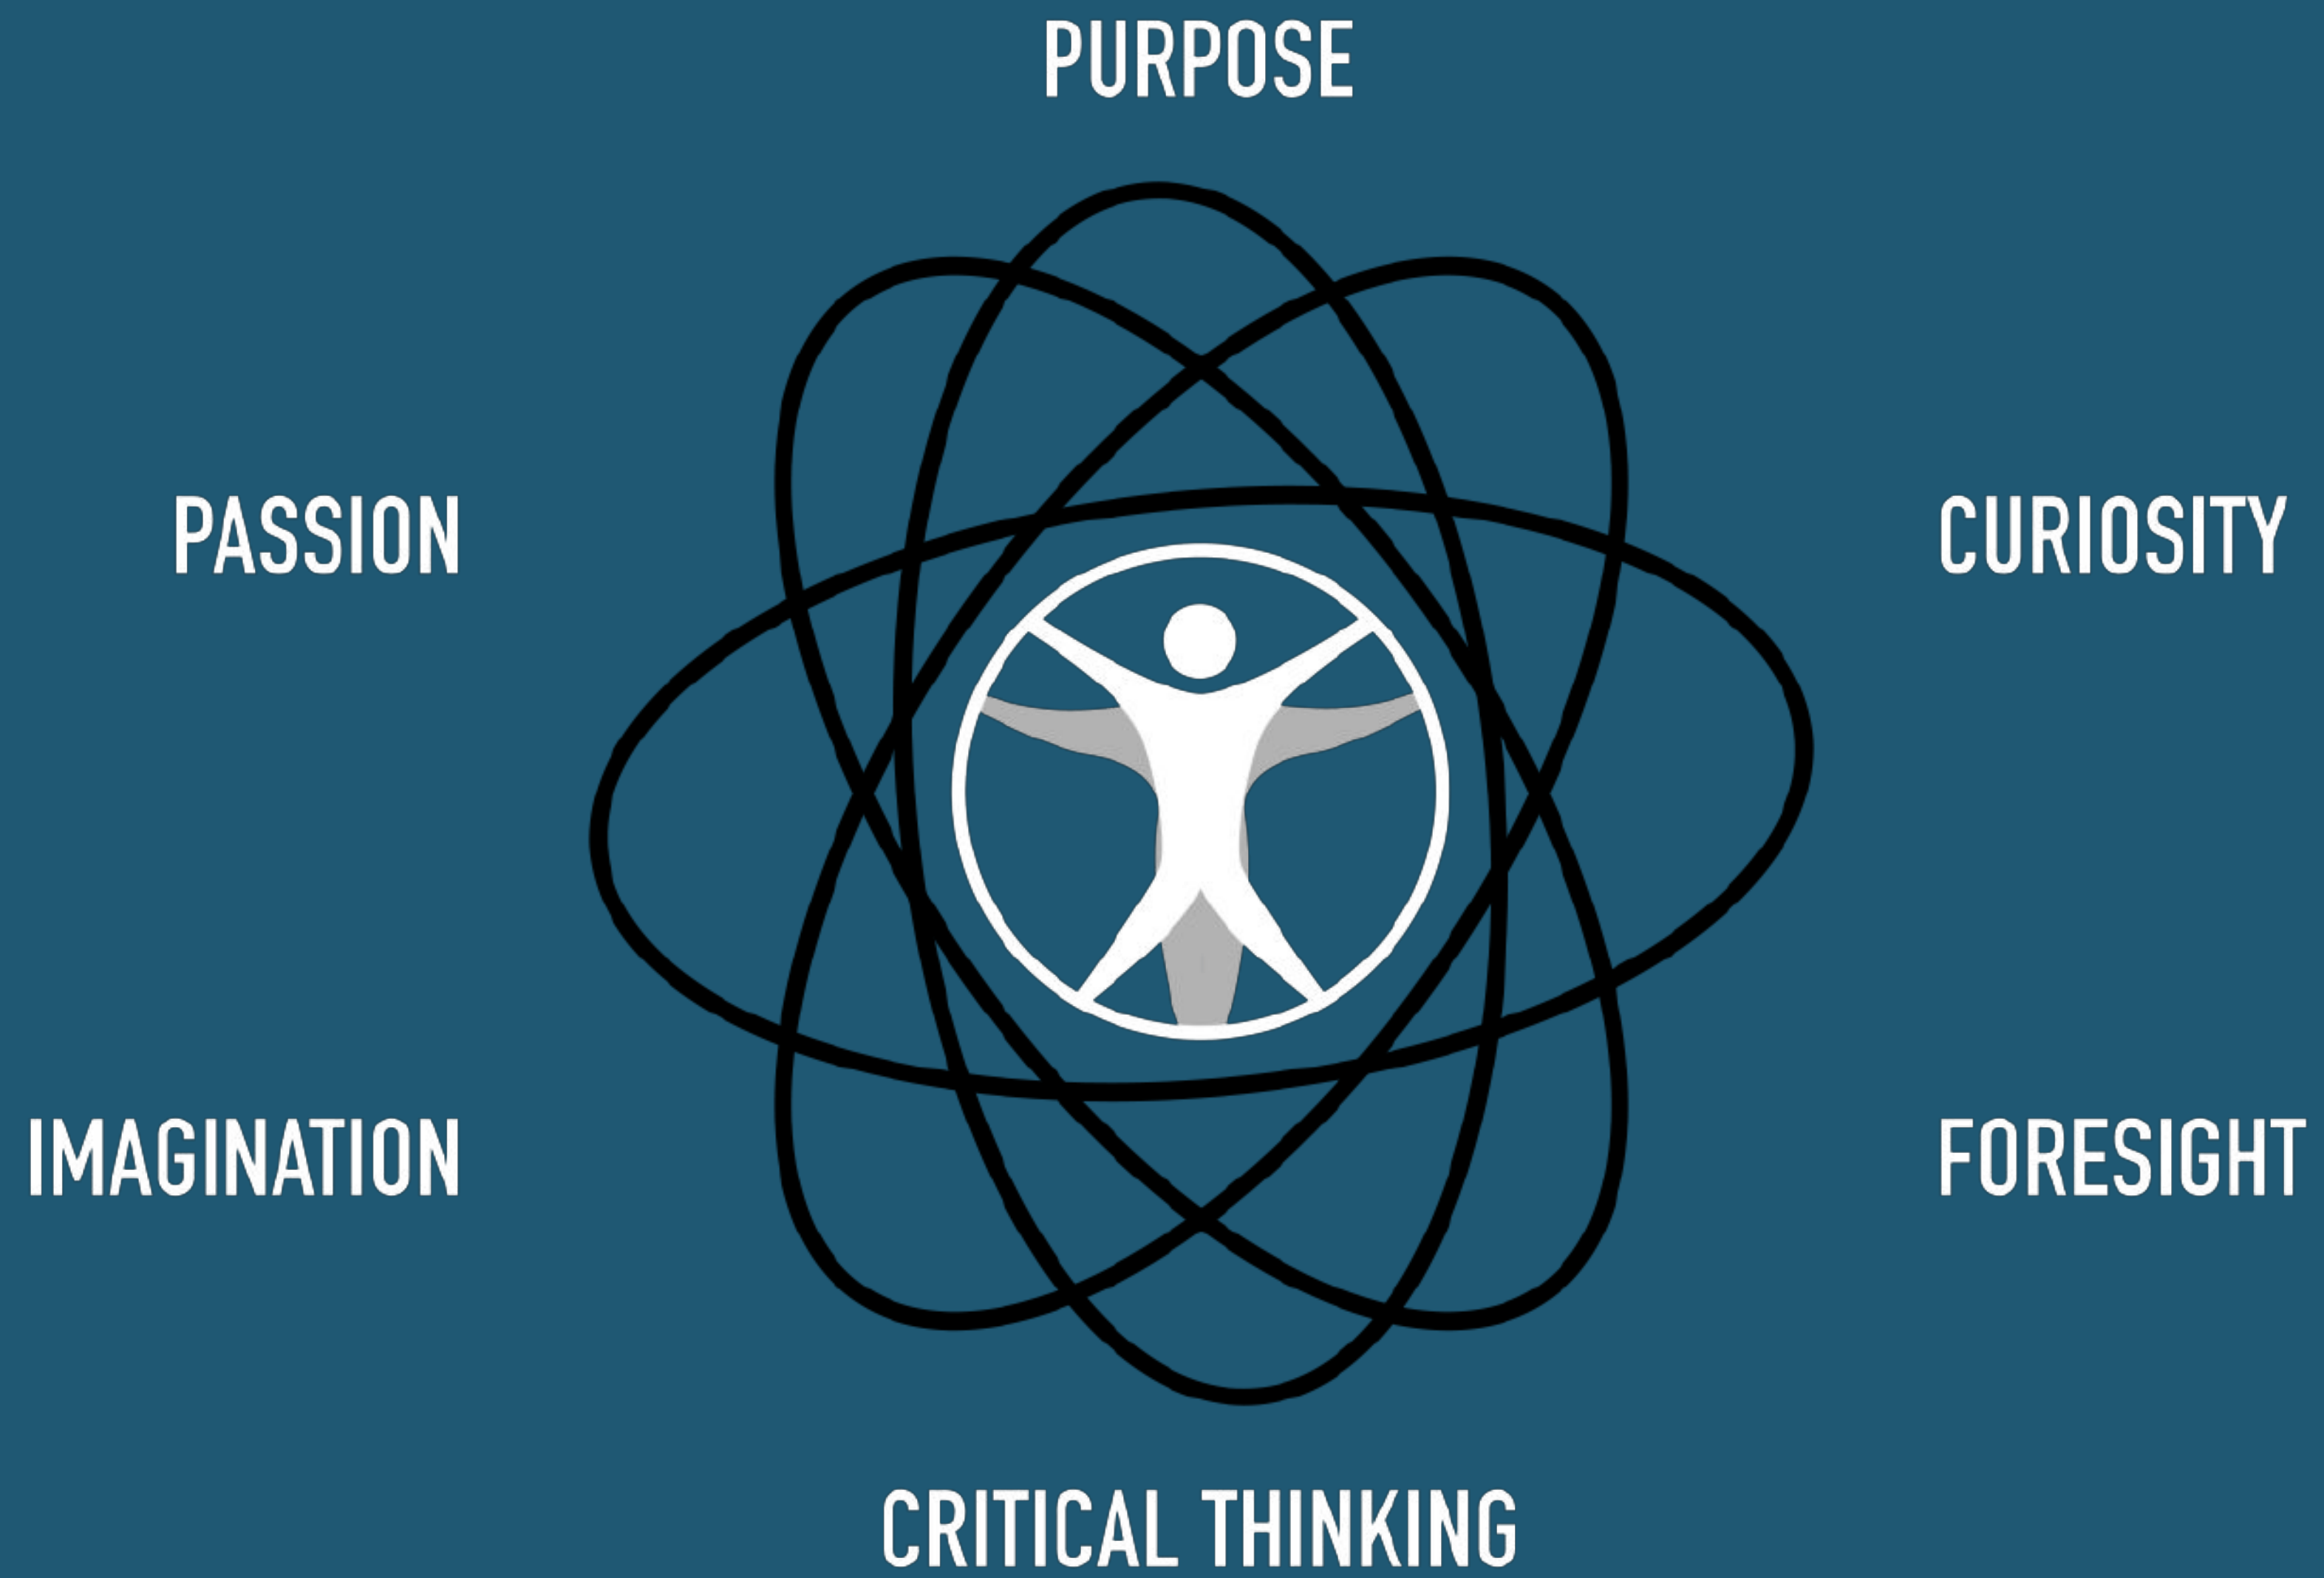 PURPOSE
PASSION
CURIOSITY
IMAGINATION
FORESIGHT
CRITICAL THINKING